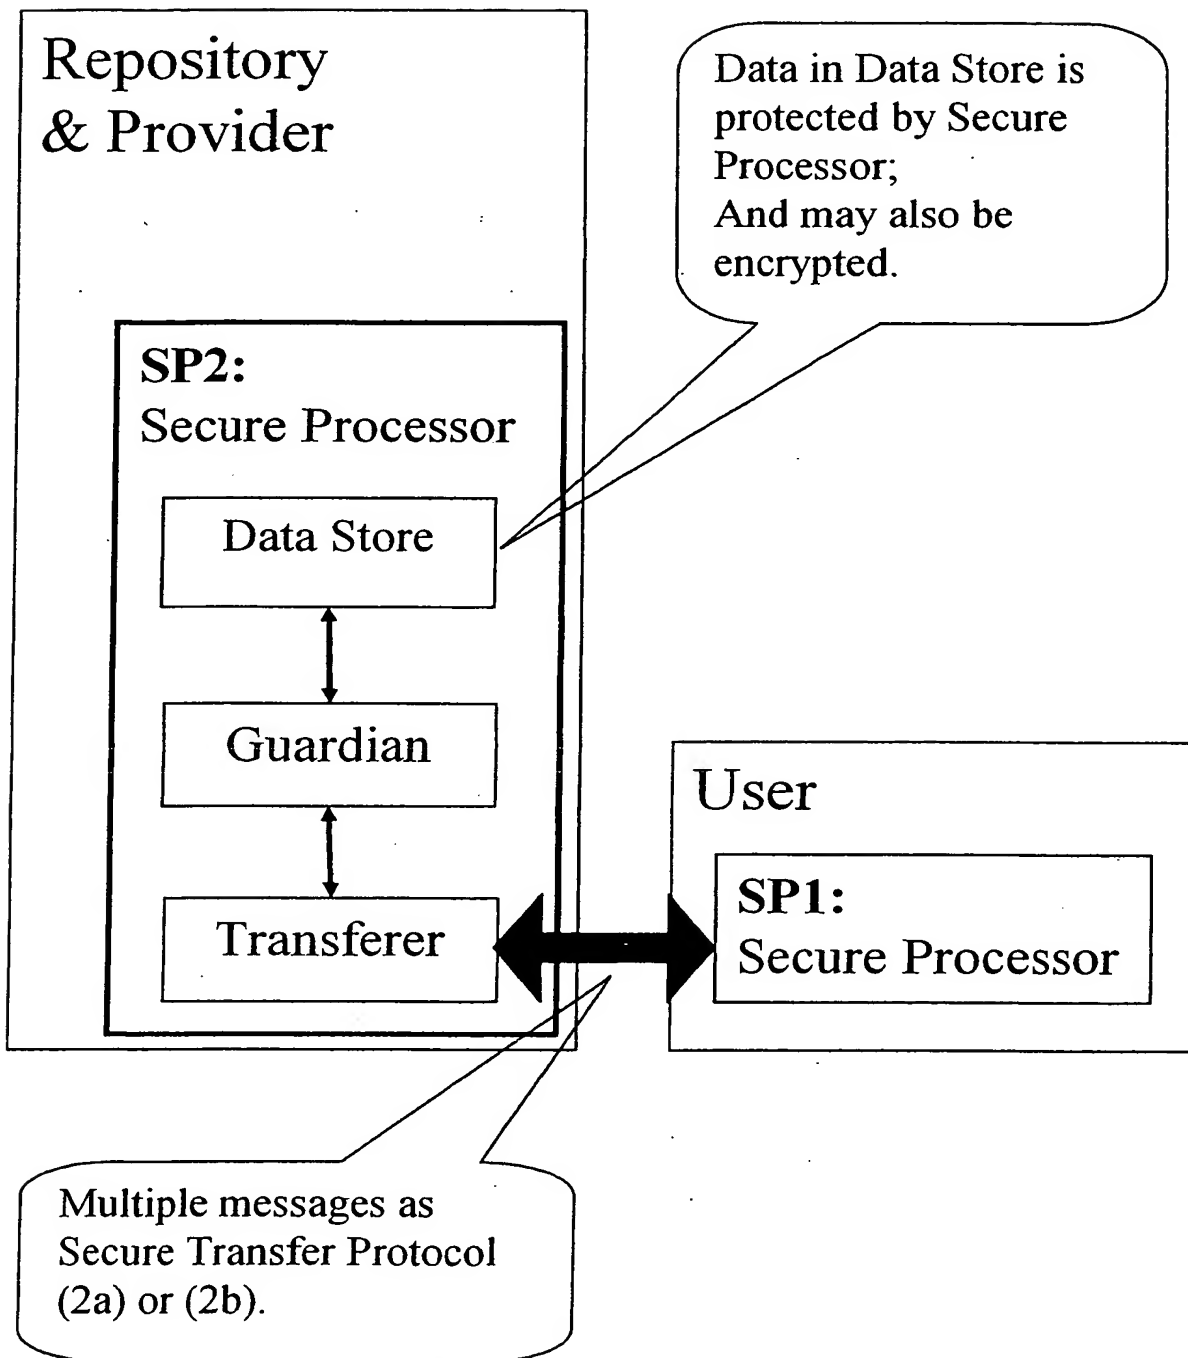 Repository
& Provider
Data in Data Store is
protected by Secure
Processor;
And may also be
encrypted.
SP2:
Secure Processor
Data Store
Guardian
Transferer
User
SP1:
Secure Processor
Multiple messages as
Secure Transfer Protocol
(2a) or (2b).